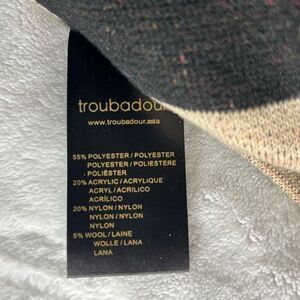 troubadour
www.troubadour.asia
55% POLYESTER / POLYESTER
POLYESTER / POLIESTERE
POLIÉSTER
20% ACRYLIC / ACRYLIQUE
ACRYL / ACRILICO
ACRÍLICO
20% NYLON / NYLON
NYLON / NYLON
NYLON
5% WOOL / LAINE
WOLLE / LANA
LANA